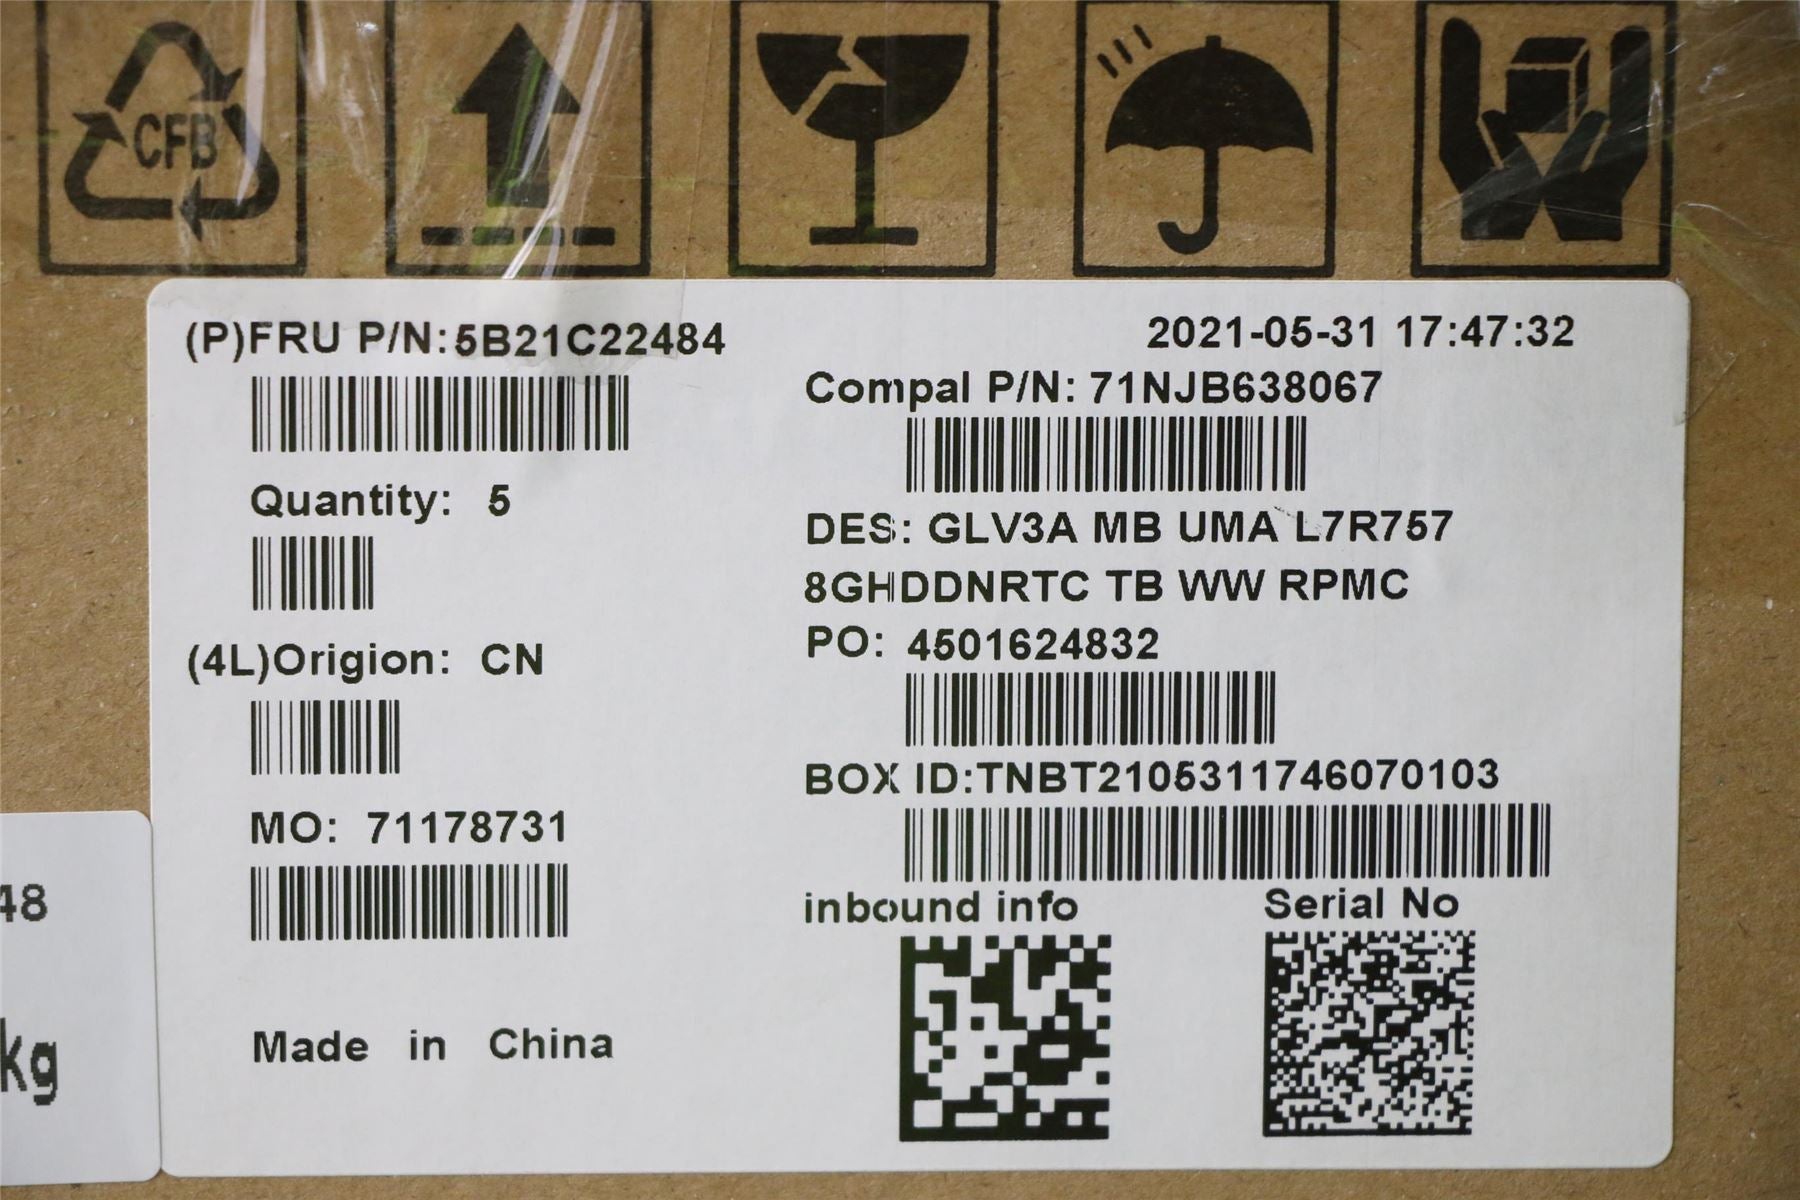 CFB
(P)FRU P/N:5B21C22484
2021-05-31 17:47:32
Compal P/N: 71NJB638067
Quantity: 5
DES: GLV3A MB UMA L7R757
8GHDDNRTC TB WW RPMC
(4L)Origion: CN
PO: 4501624832
BOX ID:TNBT2105311746070103
MO: 71178731
inbound info
Serial No
Made in China
48
kg